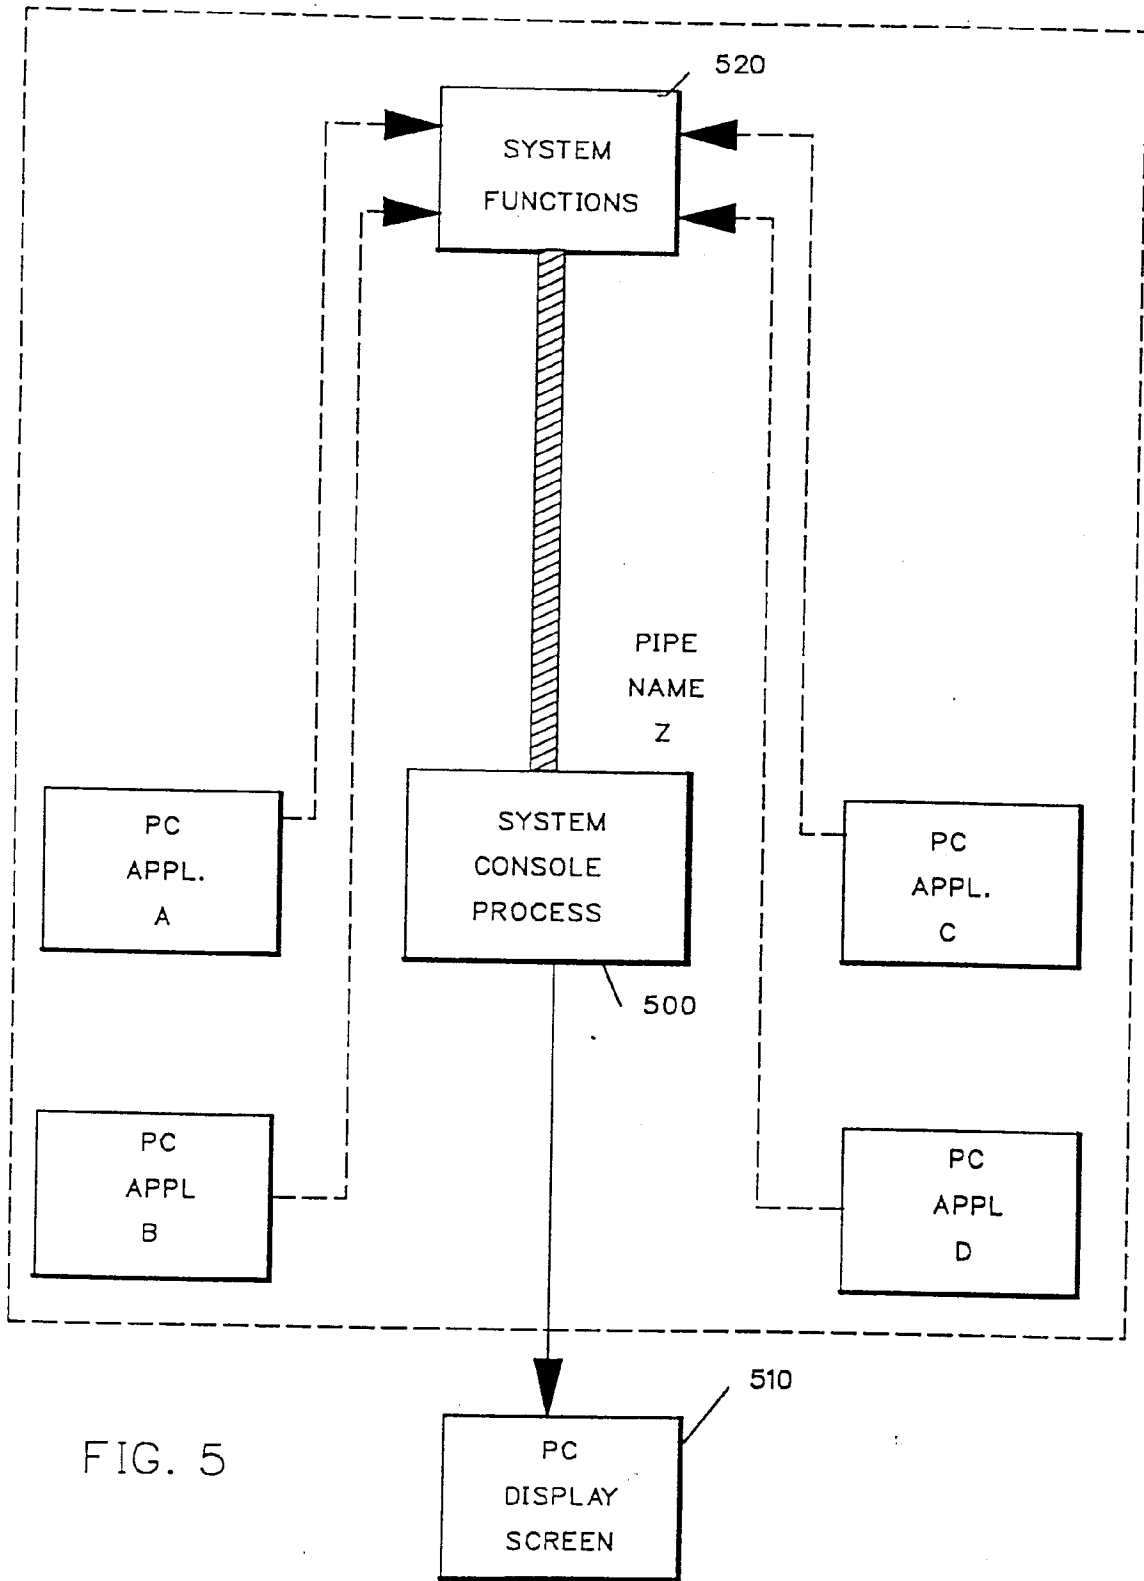 520
SYSTEM
FUNCTIONS
PIPE
NAME
Z
PC
APPL.
A
SYSTEM
CONSOLE
PROCESS
PC
APPL.
C
500
PC
APPL
B
PC
APPL
D
510
PC
DISPLAY
SCREEN
FIG. 5